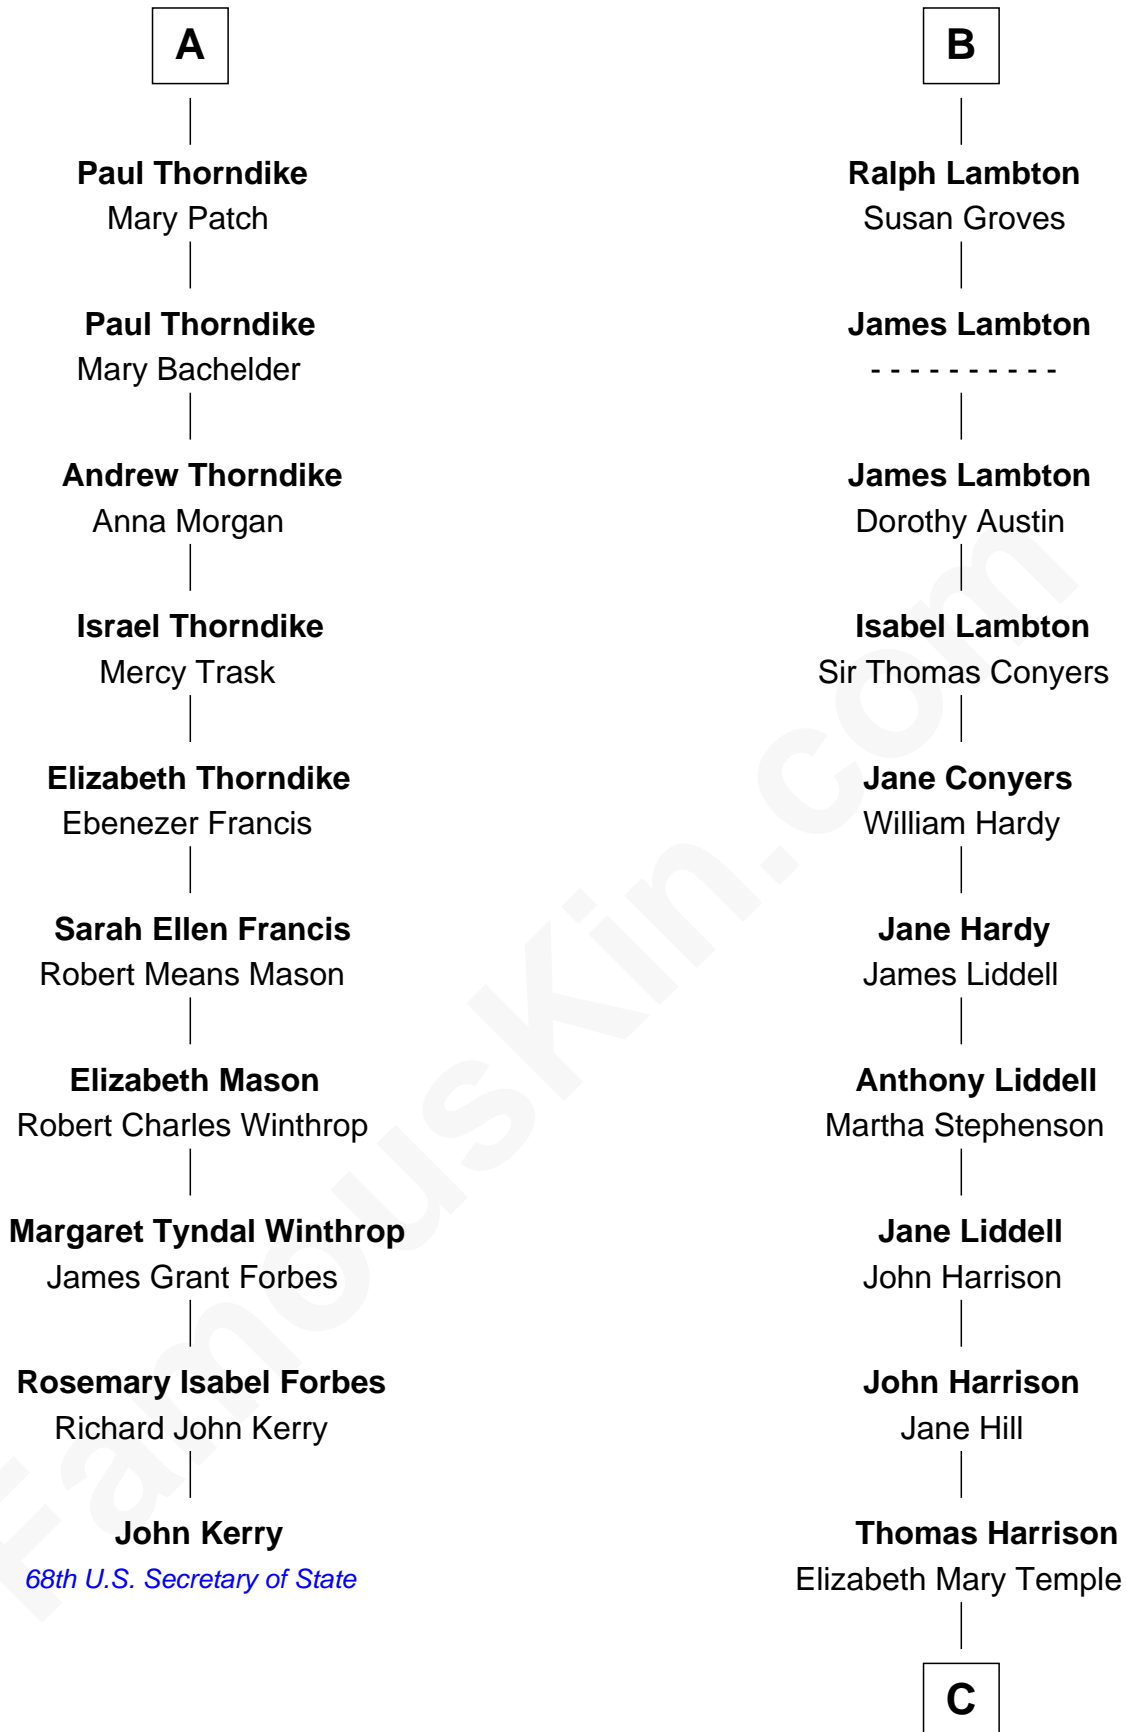 A
Paul Thorndike
Mary Patch
Paul Thorndike
Mary Bachelder
Andrew Thorndike
Anna Morgan
Israel Thorndike
Mercy Trask
Elizabeth Thorndike
Ebenezer Francis
Sarah Ellen Francis
Robert Means Mason
Elizabeth Mason
Robert Charles Winthrop
Margaret Tyndal Winthrop
James Grant Forbes
Rosemary Isabel Forbes
Richard John Kerry
John Kerry
68th U.S. Secretary of State
B
Ralph Lambton
Susan Groves
James Lambton
- - - - - - - - - -
James Lambton
Dorothy Austin
Isabel Lambton
Sir Thomas Conyers
Jane Conyers
William Hardy
Jane Hardy
James Liddell
Anthony Liddell
Martha Stephenson
Jane Liddell
John Harrison
John Harrison
Jane Hill
Thomas Harrison
Elizabeth Mary Temple
C
FamousKin.com